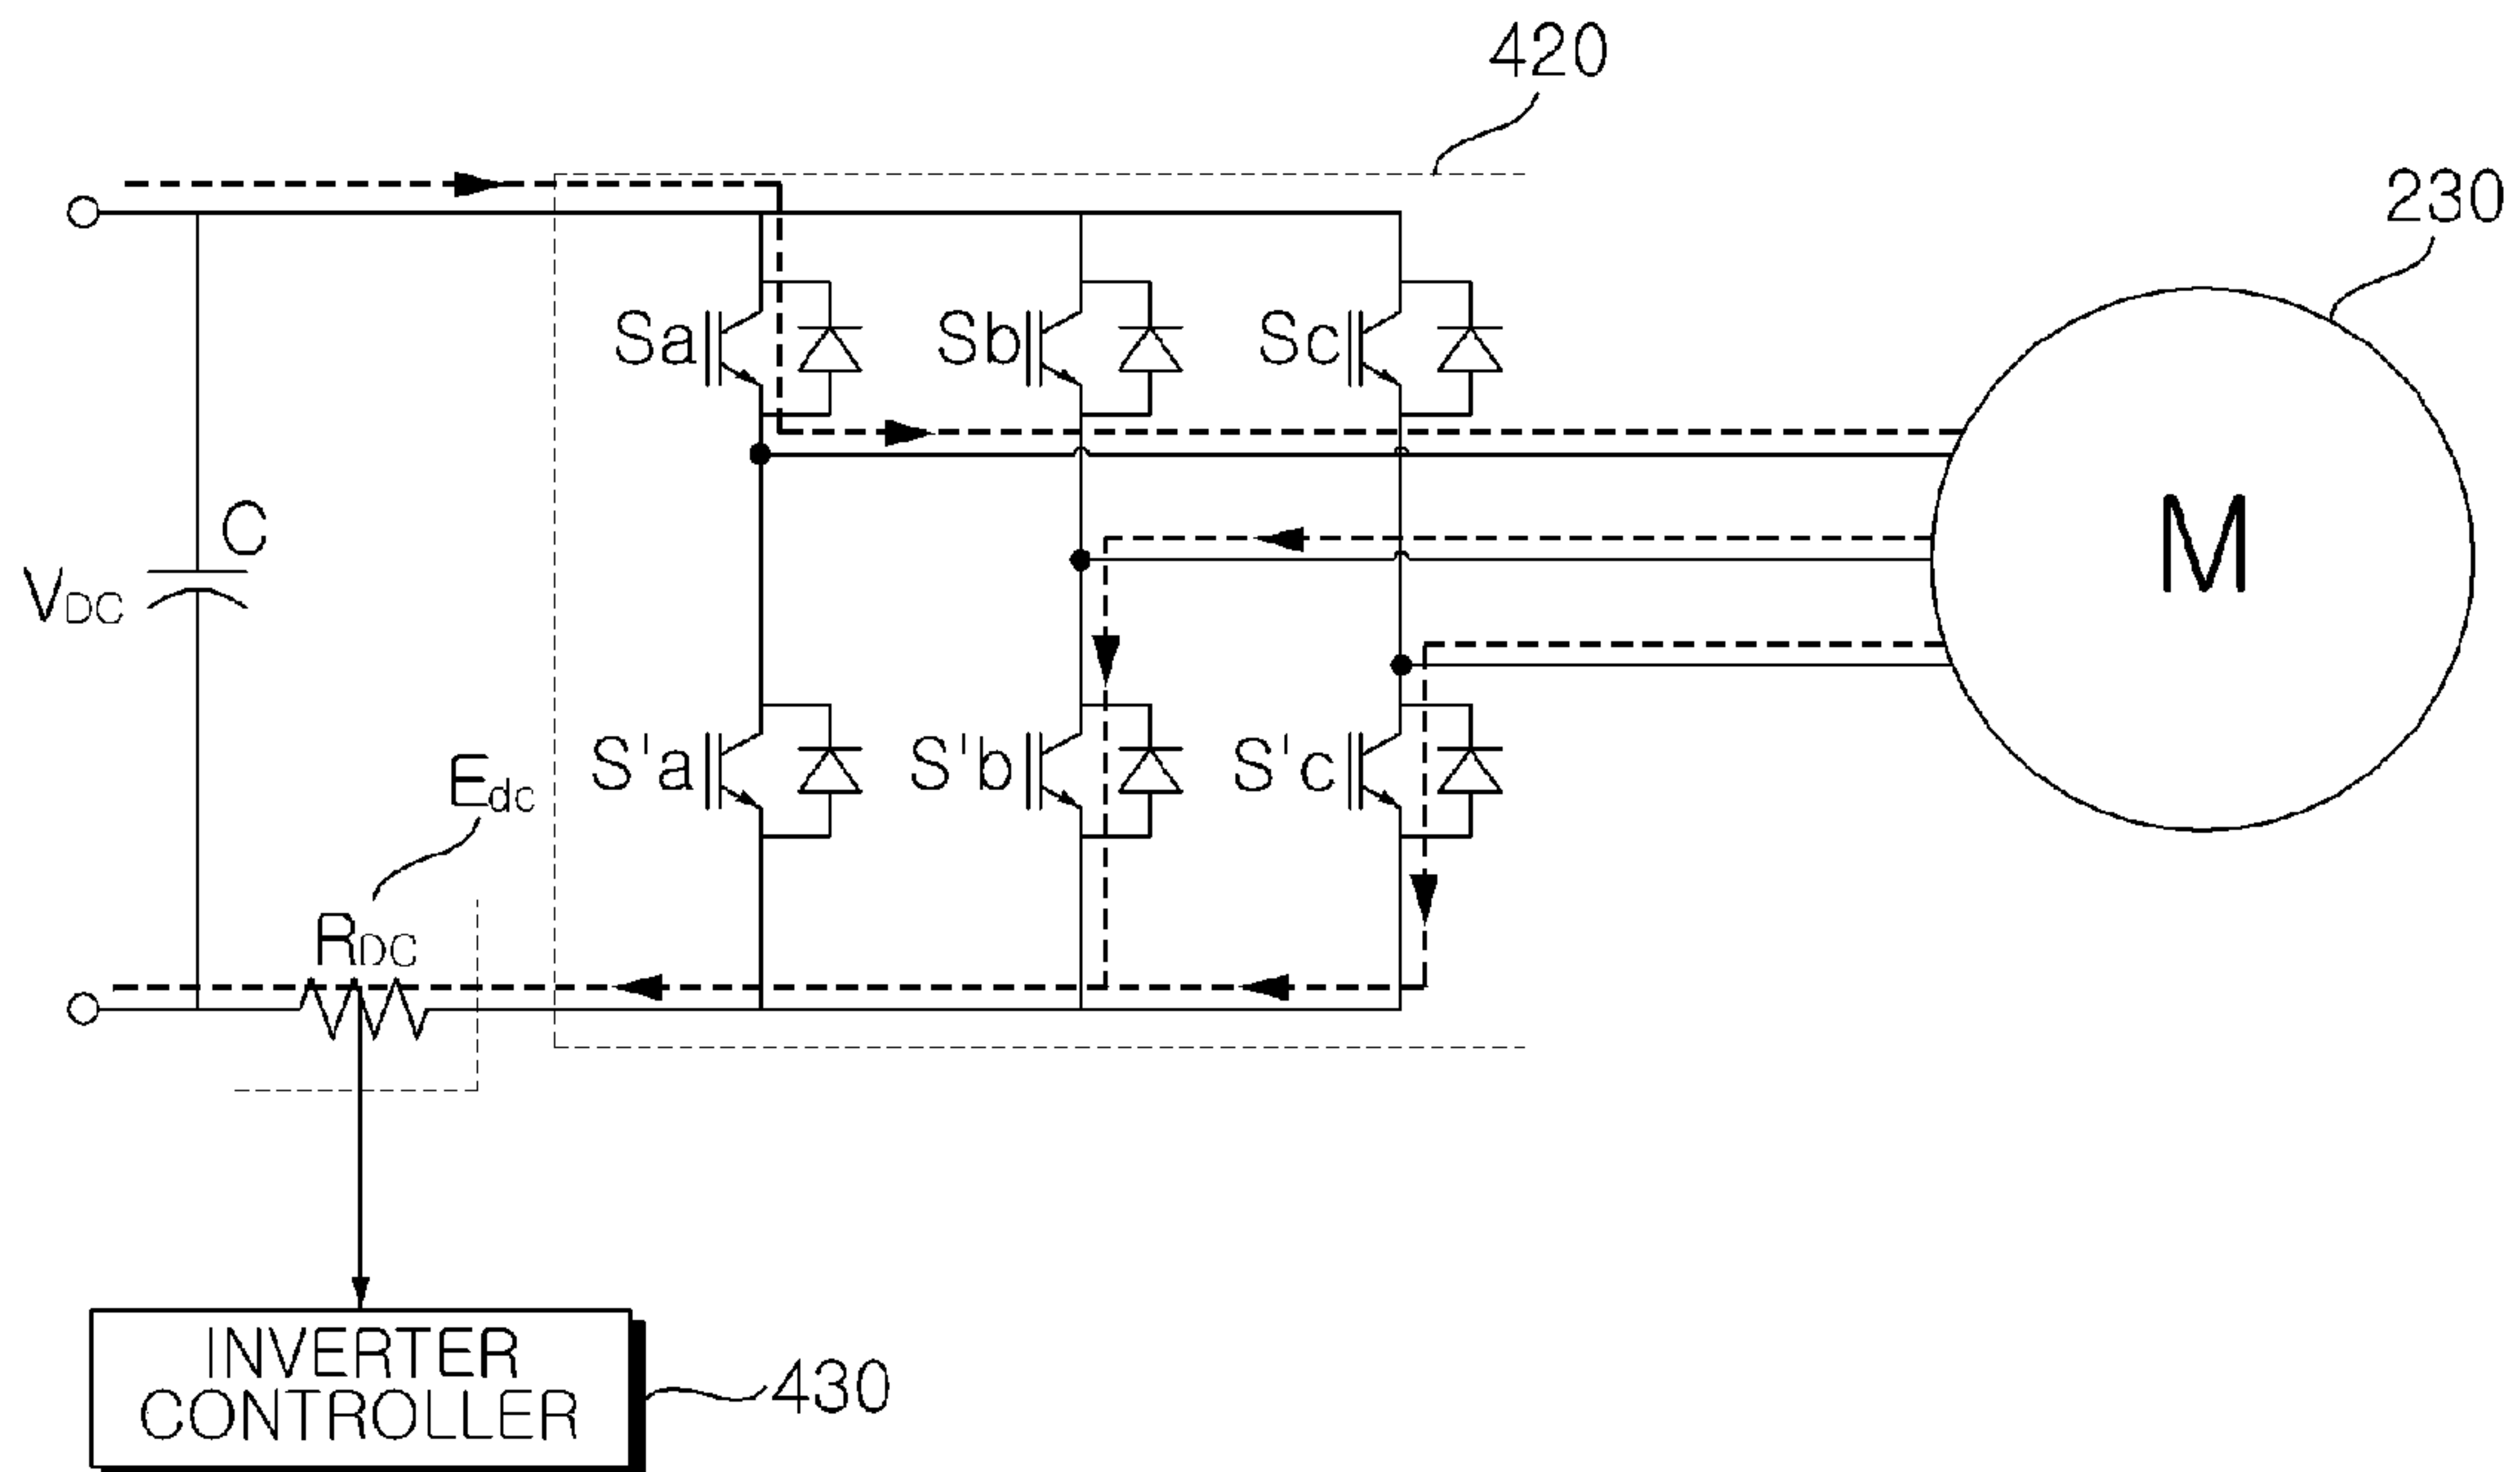 420
230
Sa
Sb
Sc
C
VDC
M
S'a
S'b
S'c
Edc
RDC
INVERTER
CONTROLLER
430